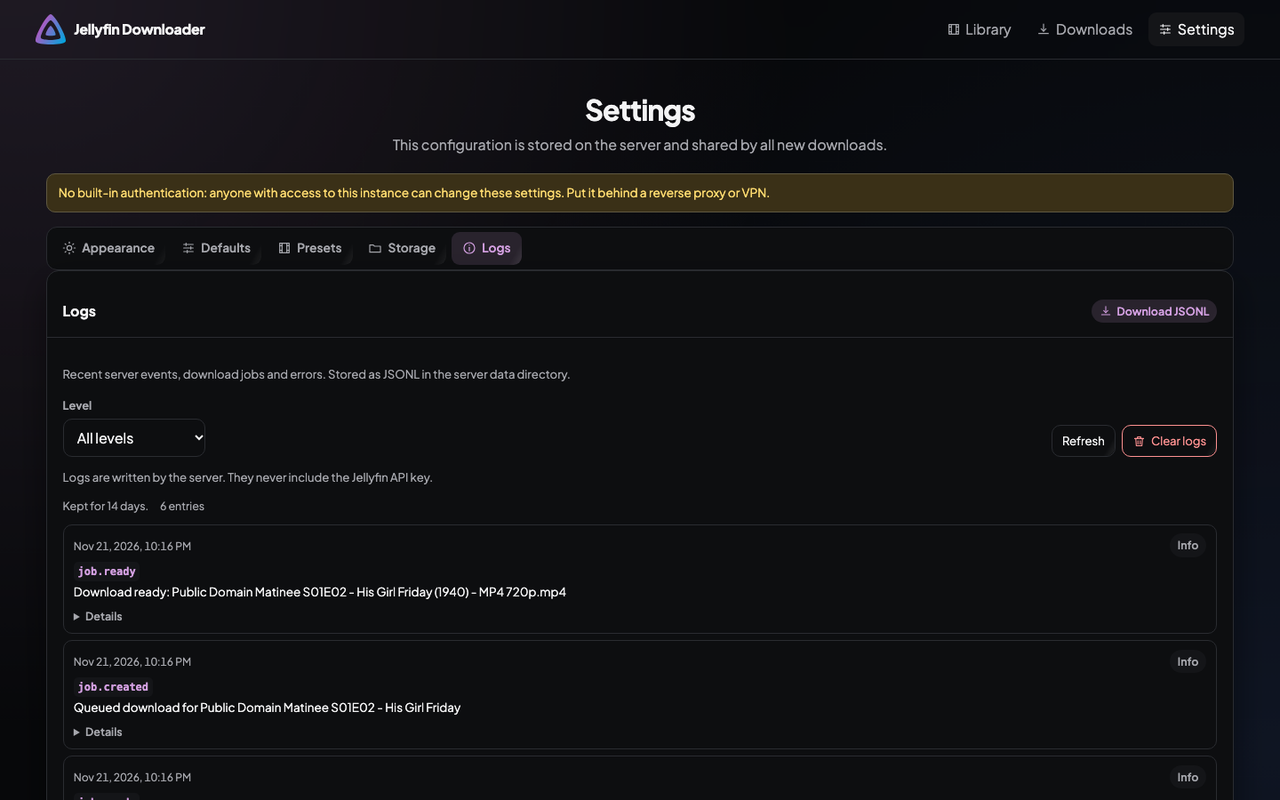 Jellyfin Downloader
Library
Downloads
Settings
Settings
This configuration is stored on the server and shared by all new downloads.
No built-in authentication: anyone with access to this instance can change these settings. Put it behind a reverse proxy or VPN.
Appearance
Defaults
Presets
Storage
Logs
Logs
Download JSONL
Recent server events, download jobs and errors. Stored as JSONL in the server data directory.
Level
All levels
Refresh
Clear logs
Logs are written by the server. They never include the Jellyfin API key.
Kept for 14 days. 6 entries
Nov 21, 2026, 10:16 PM
Info
job.ready
Download ready: Public Domain Matinee S01E02 - His Girl Friday (1940) - MP4 720p.mp4
Details
Nov 21, 2026, 10:16 PM
Info
job.created
Queued download for Public Domain Matinee S01E02 - His Girl Friday
Details
Nov 21, 2026, 10:16 PM
Info